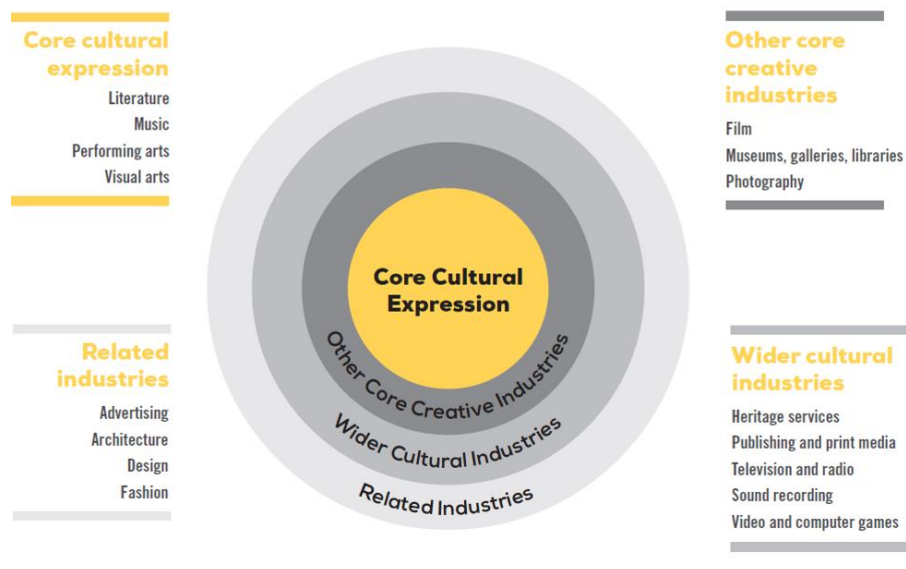 Core cultural
expression
Literature
Music
Performing arts
Visual arts
Other core
creative
industries
Film
Museums, galleries, libraries
Photography
Core Cultural
Expression
Other Core Creative Industries
Wider Cultural Industries
Related Industries
Related
industries
Advertising
Architecture
Design
Fashion
Wider cultural
industries
Heritage services
Publishing and print media
Television and radio
Sound recording
Video and computer games